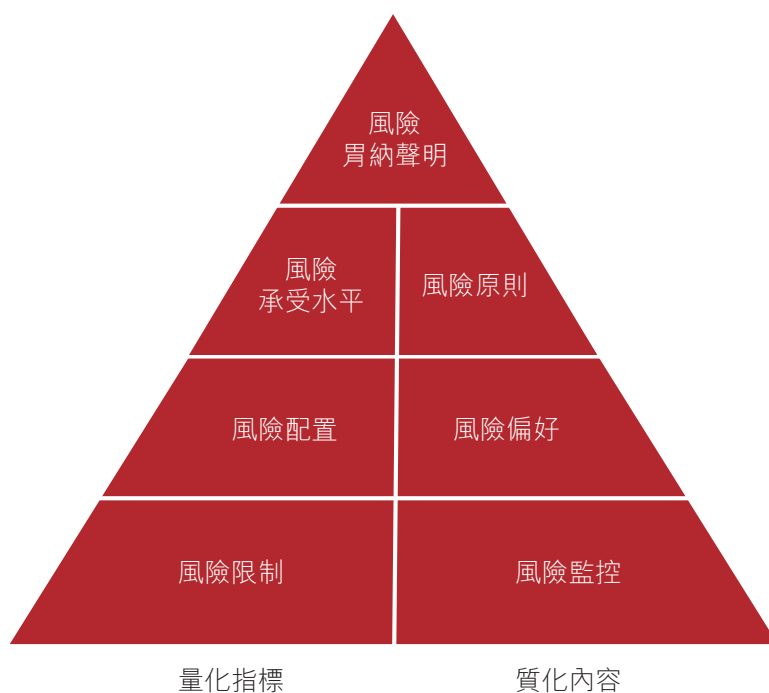 風險
胃納聲明
風險
承受水平
風險原則
風險配置
風險偏好
風險限制
風險監控
量化指標
質化內容